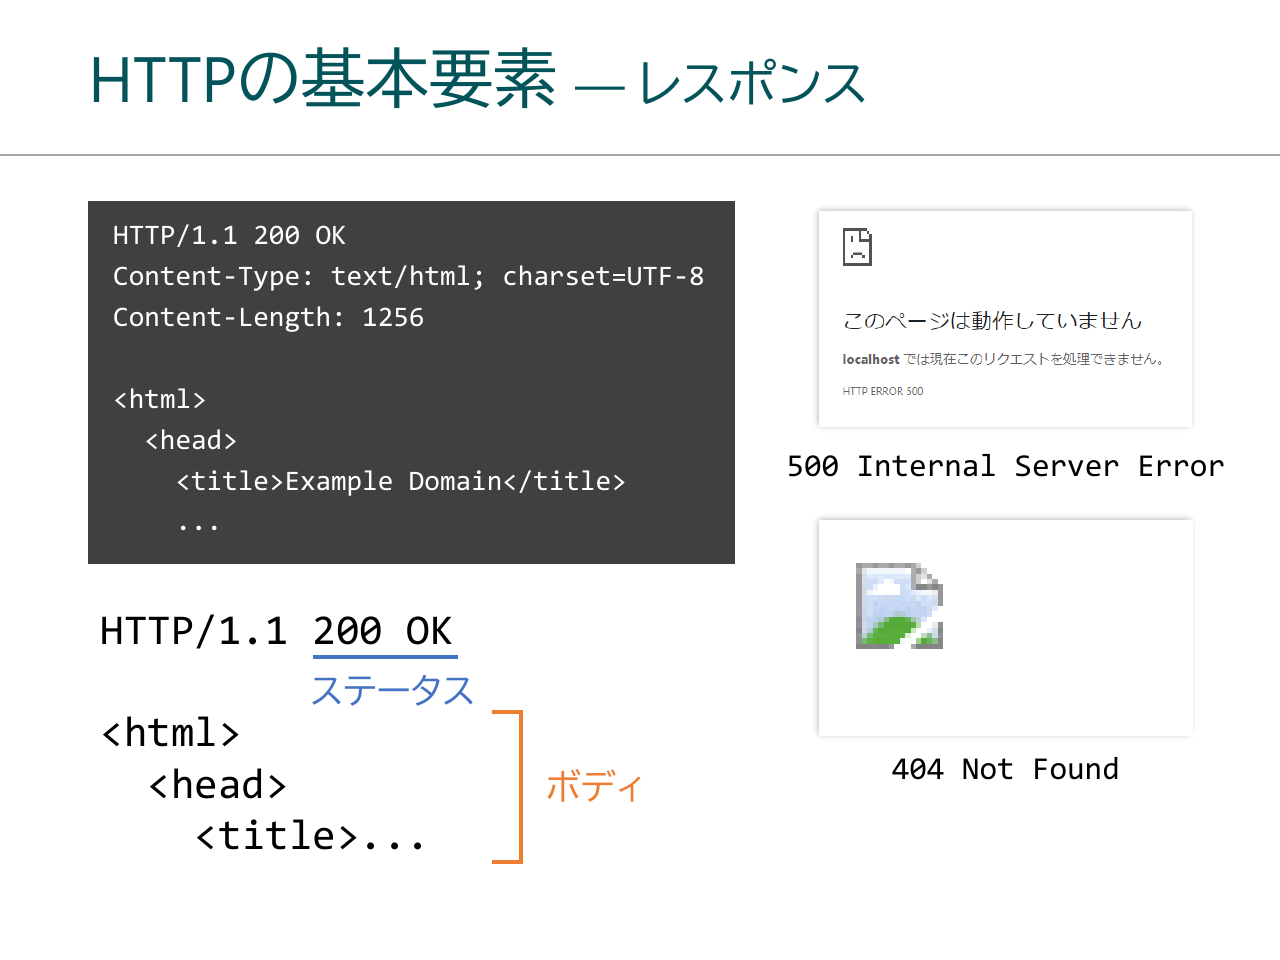 HTTPの基本要素 — レスポンス
HTTP/1.1 200 OK
Content-Type: text/html; charset=UTF-8
Content-Length: 1256
<html>
<head>
<title>Example Domain</title>
...
HTTP/1.1 200 OK
ステータス
<html>
<head>
<title>...
ボディ
このページは動作していません
localhost では現在このリクエストを処理できません。
HTTP ERROR 500
500 Internal Server Error
404 Not Found